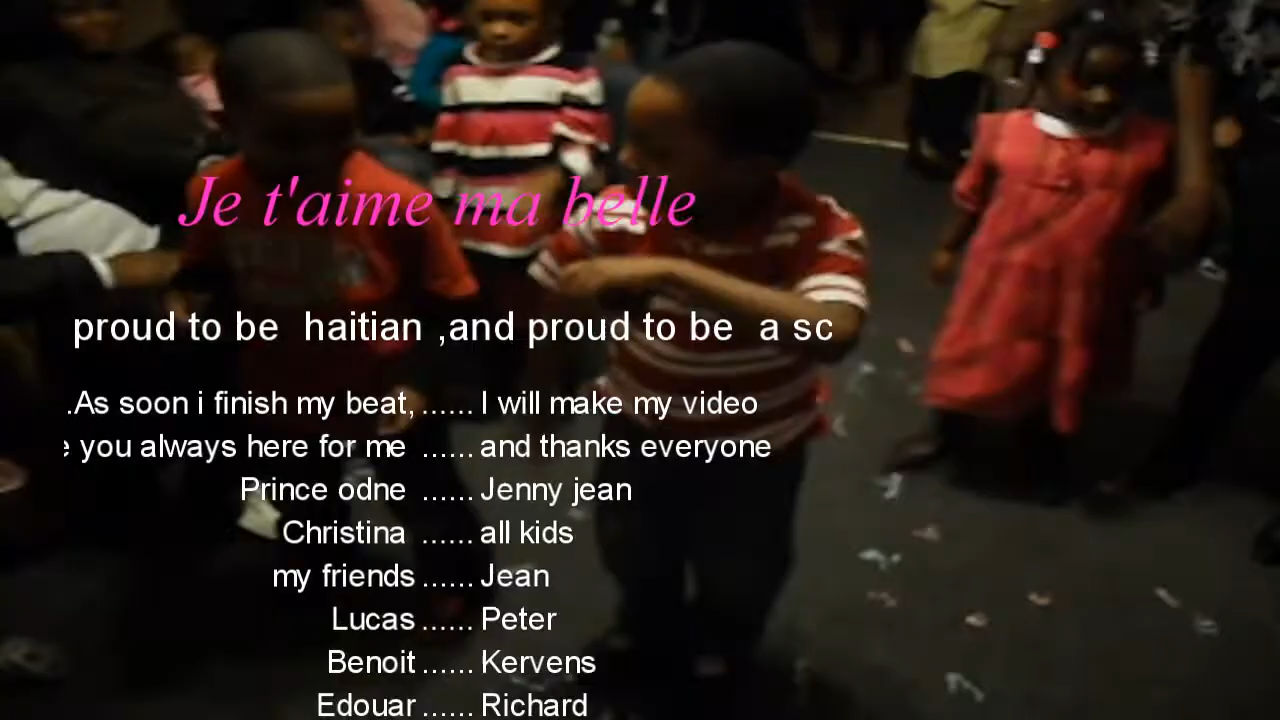 Je t'aime ma belle
proud to be haitian ,and proud to be a sc
.As soon i finish my beat, ...... I will make my video
you always here for me ...... and thanks everyone
Prince odne ...... Jenny jean
Christina ...... all kids
my friends ...... Jean
Lucas ...... Peter
Benoit ...... Kervens
Edouar ...... Richard